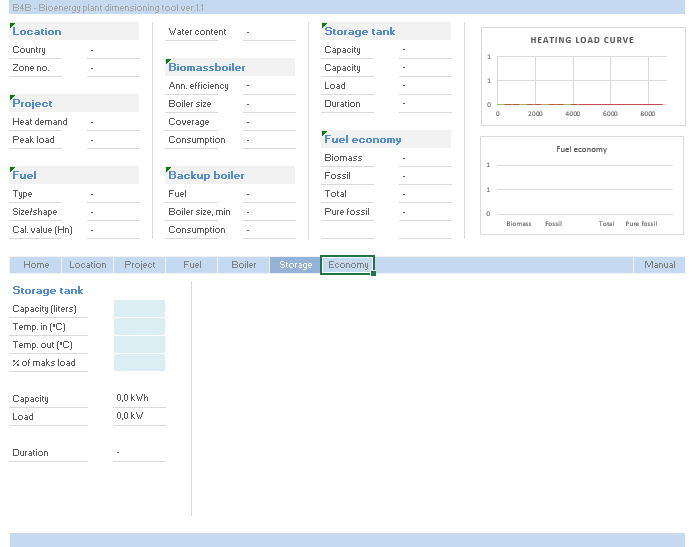 B4B - Bioenergy plant dimensioning tool ver.1.1
Location
Country -
Zone no. -
Project
Heat demand -
Peak load -
Fuel
Type -
Size/shape -
Cal. value (Hn) -
Water content -
Biomassboiler
Ann. efficiency -
Boiler size -
Coverage -
Consumption -
Backup boiler
Fuel -
Boiler size, min -
Consumption -
Storage tank
Capacity -
Capacity -
Load -
Duration -
Fuel economy
Biomass -
Fossil -
Total -
Pure fossil -
HEATING LOAD CURVE
1
1
0
0 2000 4000 6000 8000
Fuel economy
1
1
0
Biomass Fossil Total Pure fossil
Home Location Project Fuel Boiler Storage Economy Manual
Storage tank
Capacity (liters)
Temp. in (°C)
Temp. out (°C)
% of maks load
Capacity 0,0 kWh
Load 0,0 kW
Duration -